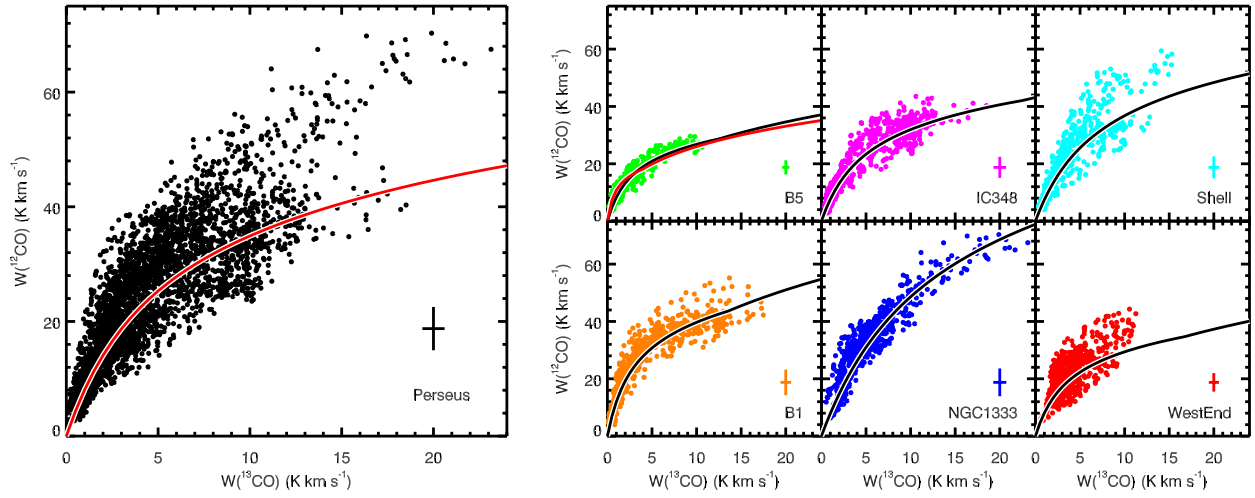 60
40
20
0
W(¹²CO) (K km s⁻¹)
Perseus
0 5 10 15 20
W(¹³CO) (K km s⁻¹)
60
40
20
0
W(¹²CO) (K km s⁻¹)
B5
IC348
Shell
60
40
20
0
W(¹²CO) (K km s⁻¹)
B1
NGC1333
WestEnd
0 5 10 15 20 0 5 10 15 20 0 5 10 15 20
W(¹³CO) (K km s⁻¹) W(¹³CO) (K km s⁻¹) W(¹³CO) (K km s⁻¹)